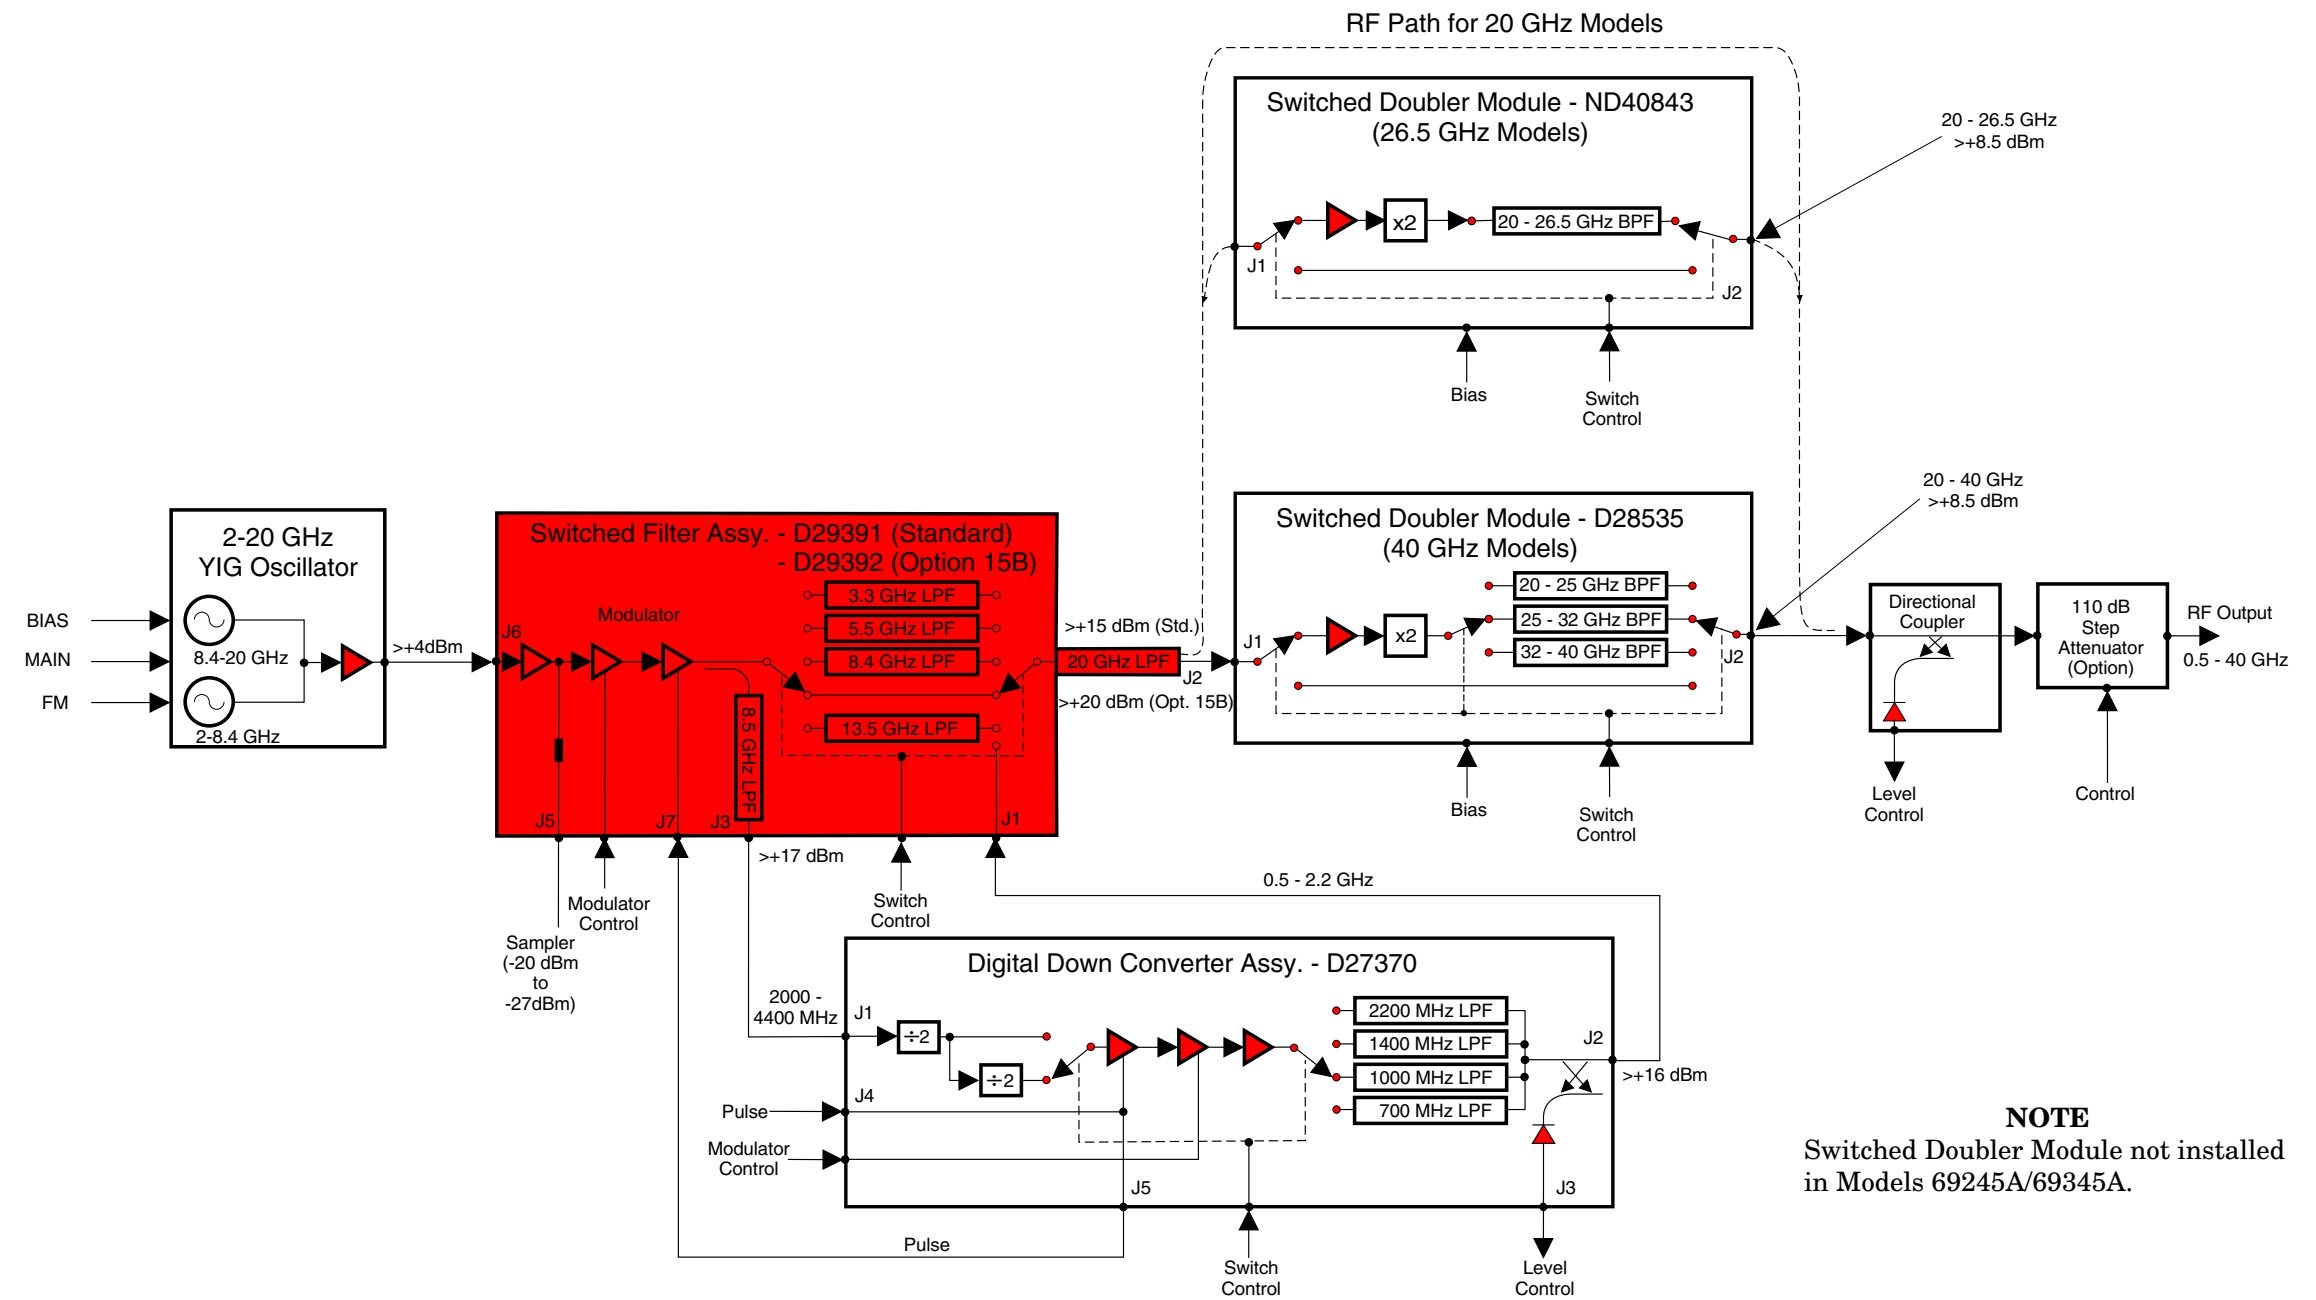 RF Path for 20 GHz Models
Switched Doubler Module - ND40843
(26.5 GHz Models)
20 - 26.5 GHz
>+8.5 dBm
x2
20 - 26.5 GHz BPF
J1
J2
Bias
Switch
Control
2-20 GHz
YIG Oscillator
8.4-20 GHz
2-8.4 GHz
BIAS
MAIN
FM
>+4dBm
Switched Filter Assy. - D29391 (Standard)
- D29392 (Option 15B)
3.3 GHz LPF
5.5 GHz LPF
8.4 GHz LPF
13.5 GHz LPF
Modulator
J6
8.5 GHz LPF
J5
J7
J3
J1
20 GHz LPF
>+15 dBm (Std.)
J2
>+20 dBm (Opt. 15B)
Switched Doubler Module - D28535
(40 GHz Models)
20 - 40 GHz
>+8.5 dBm
20 - 25 GHz BPF
25 - 32 GHz BPF
32 - 40 GHz BPF
x2
J1
J2
Bias
Switch
Control
Directional
Coupler
Level
Control
110 dB
Step
Attenuator
(Option)
Control
RF Output
0.5 - 40 GHz
>+17 dBm
Modulator
Control
Switch
Control
Sampler
(-20 dBm
to
-27dBm)
0.5 - 2.2 GHz
Digital Down Converter Assy. - D27370
2000 -
4400 MHz
J1
÷2
÷2
2200 MHz LPF
1400 MHz LPF
1000 MHz LPF
700 MHz LPF
J2
>+16 dBm
J4
Pulse
Modulator
Control
J5
J3
Pulse
Switch
Control
Level
Control
NOTE
Switched Doubler Module not installed
in Models 69245A/69345A.